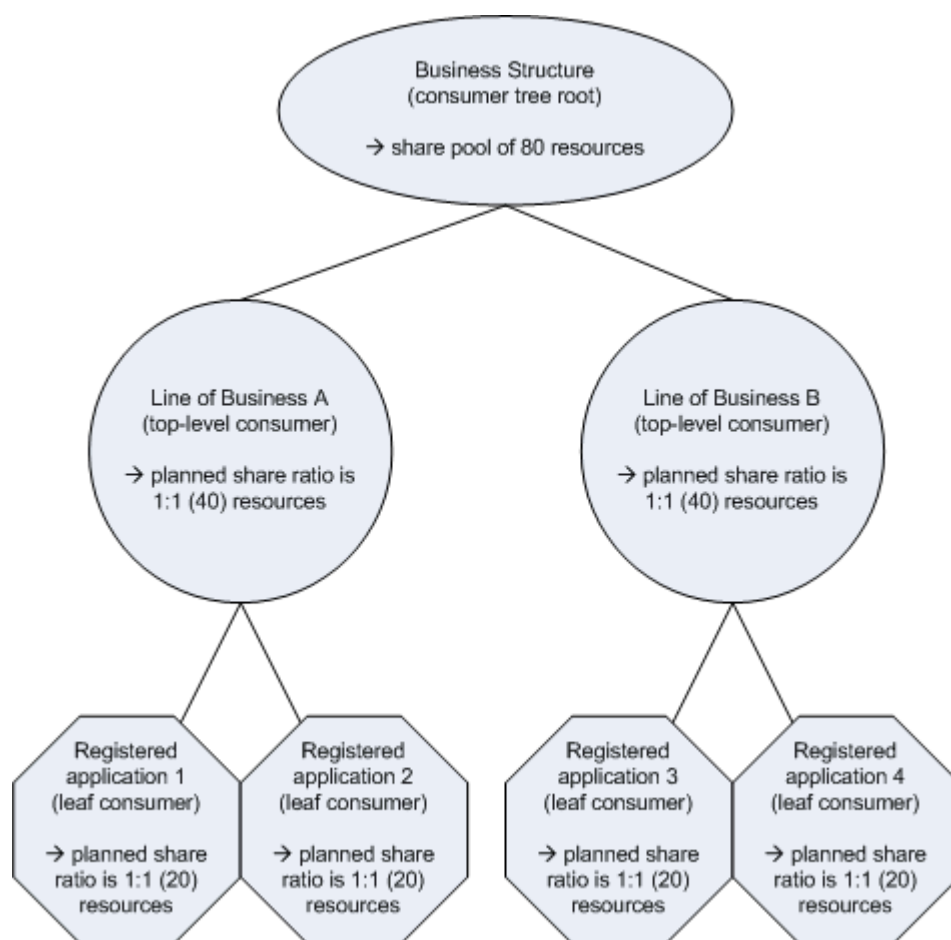 Business Structure
(consumer tree root)
→ share pool of 80 resources
Line of Business A
(top-level consumer)
→ planned share ratio is
1:1 (40) resources
Line of Business B
(top-level consumer)
→ planned share ratio is
1:1 (40) resources
Registered
application 1
(leaf consumer)
→ planned share
ratio is 1:1 (20)
resources
Registered
application 2
(leaf consumer)
→ planned share
ratio is 1:1 (20)
resources
Registered
application 3
(leaf consumer)
→ planned share
ratio is 1:1 (20)
resources
Registered
application 4
(leaf consumer)
→ planned share
ratio is 1:1 (20)
resources